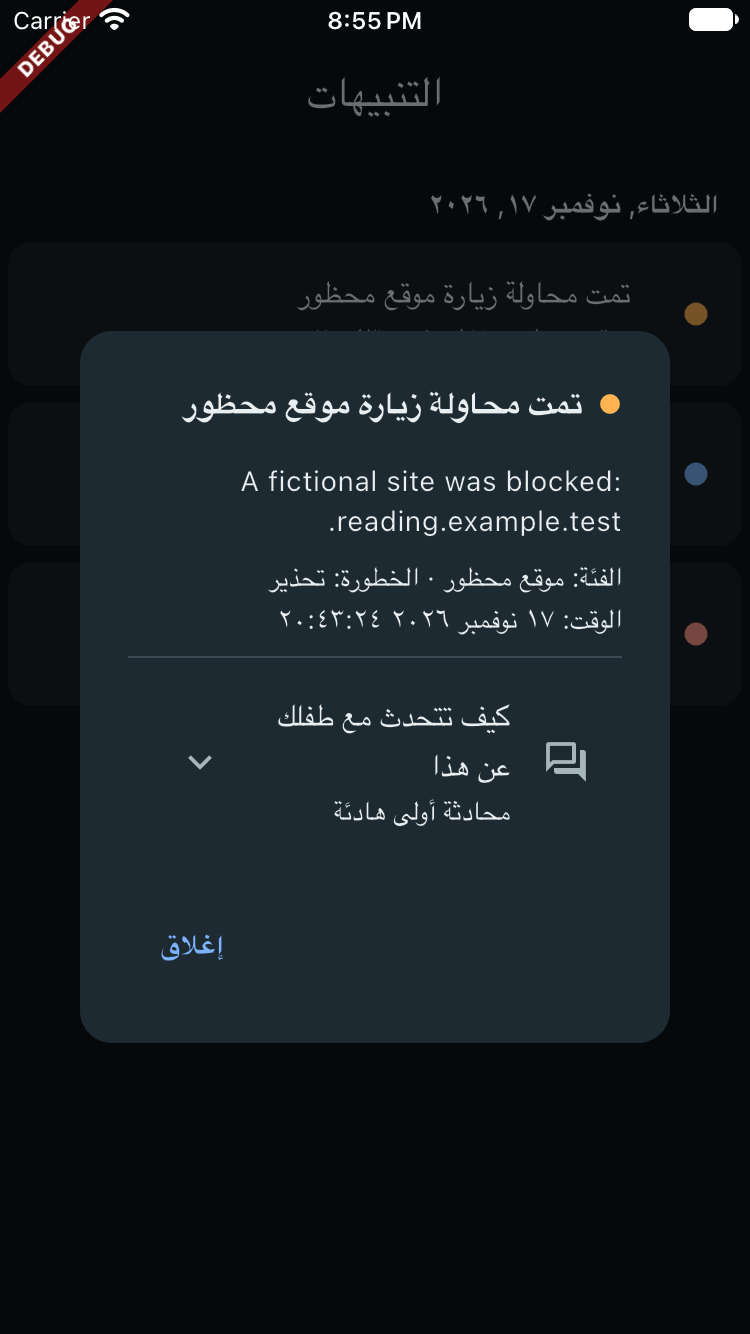 Carrier
8:55 PM
DEBUG
التنبيهات
الثلاثاء, نوفمبر ١٧, ٢٠٢٦
تمت محاولة زيارة موقع محظور
تمت محاولة زيارة موقع محظور
A fictional site was blocked:
reading.example.test.
الفئة: موقع محظور · الخطورة: تحذير
الوقت: ١٧ نوفمبر ٢٠٢٦ ٢٠:٤٣:٢٤
كيف تتحدث مع طفلك
عن هذا
محادثة أولى هادئة
إغلاق